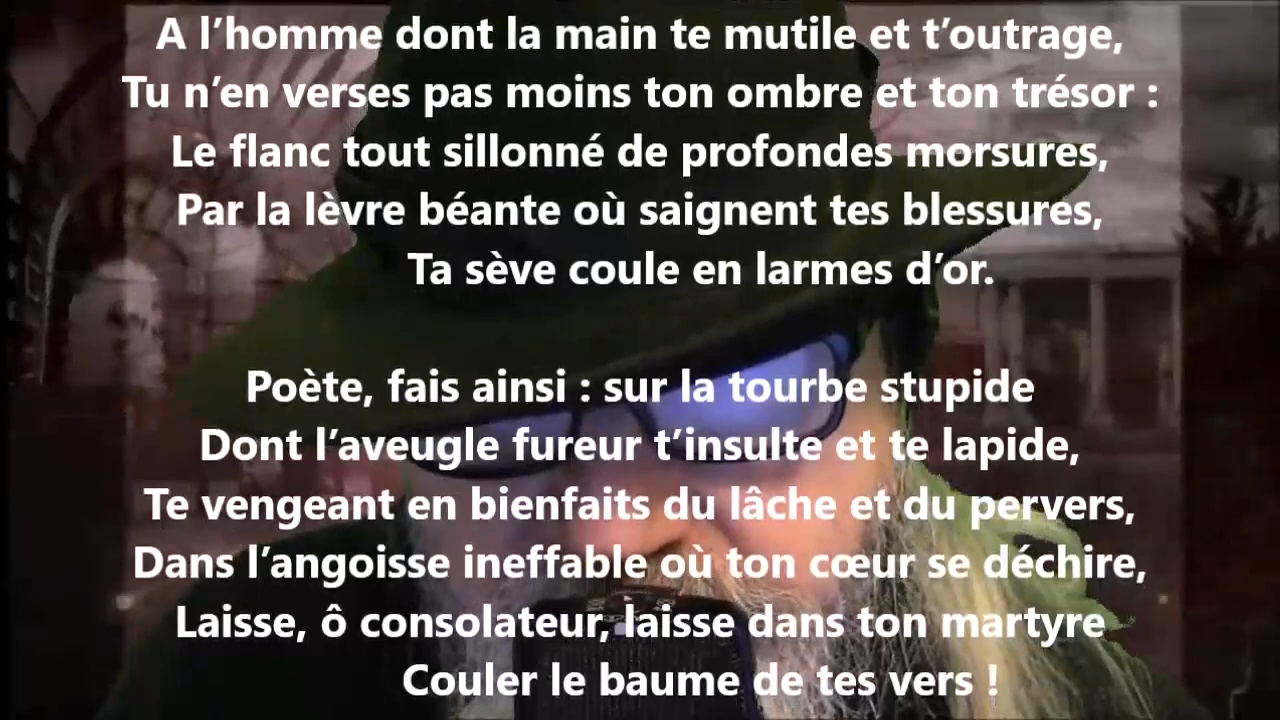 A l’homme dont la main te mutile et t’outrage,
Tu n’en verses pas moins ton ombre et ton trésor :
Le flanc tout sillonné de profondes morsures,
Par la lèvre béante où saignent tes blessures,
Ta sève coule en larmes d’or.
Poète, fais ainsi : sur la tourbe stupide
Dont l’aveugle fureur t’insulte et te lapide,
Te vengeant en bienfaits du lâche et du pervers,
Dans l’angoisse ineffable où ton cœur se déchire,
Laisse, ô consolateur, laisse dans ton martyre
Couler le baume de tes vers !